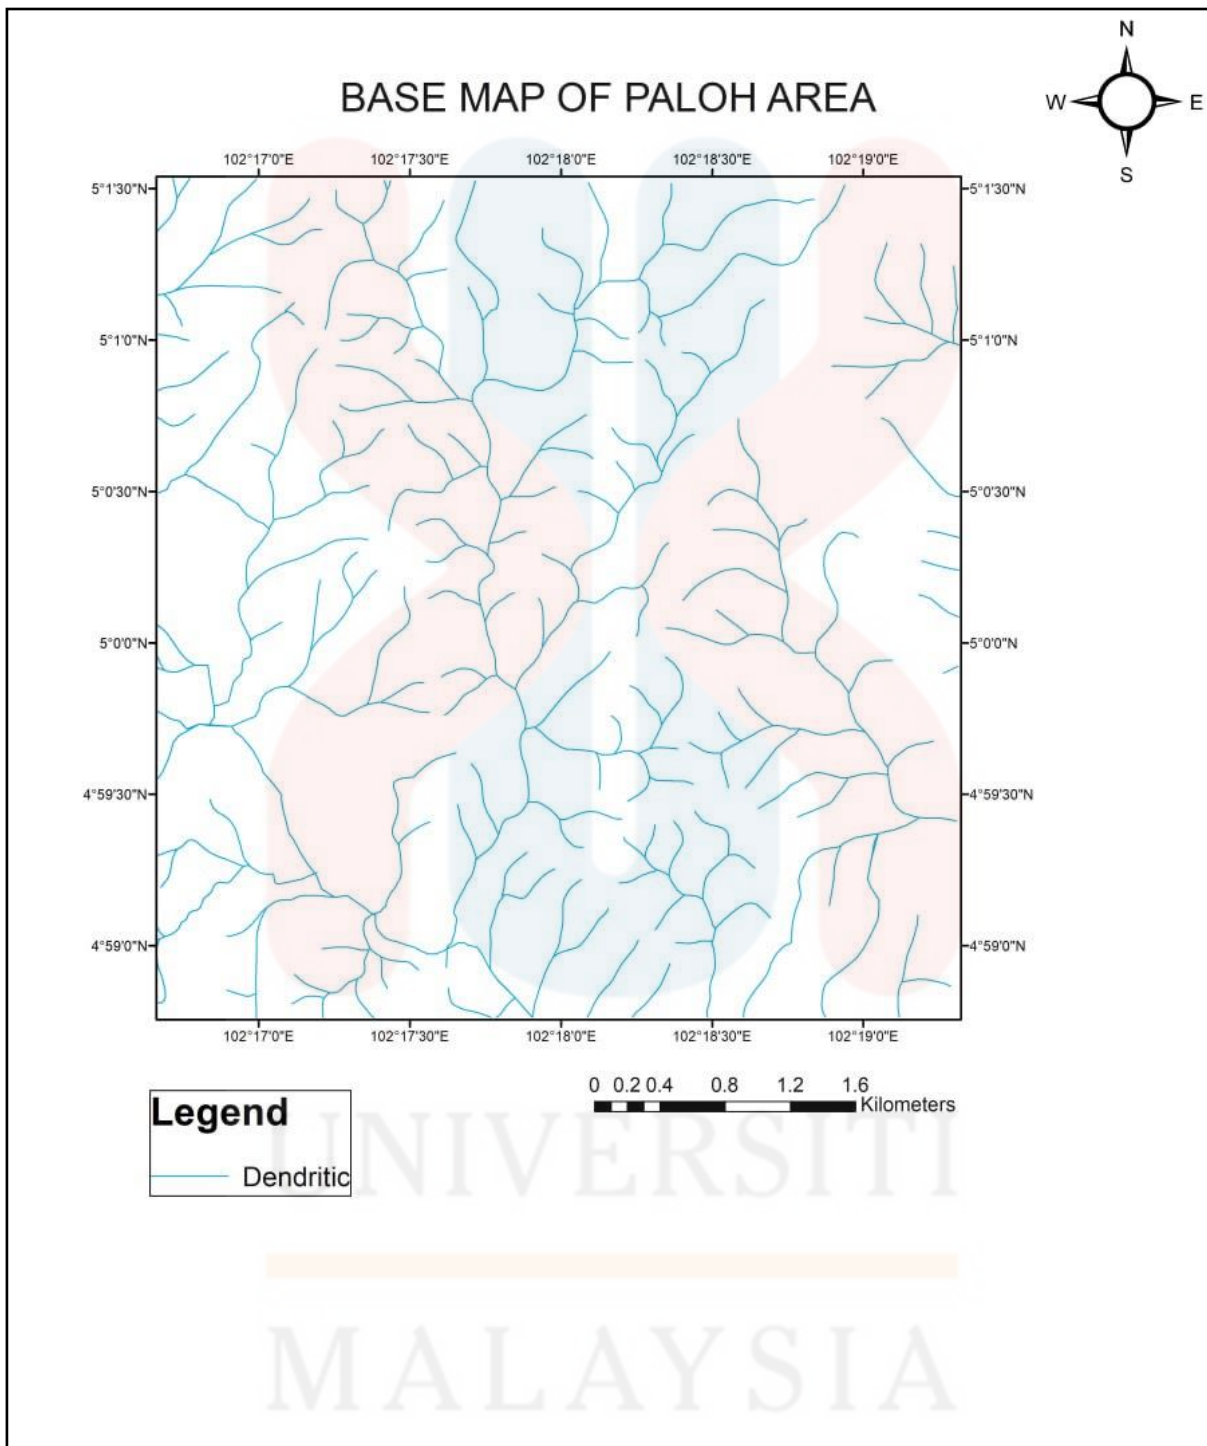 N
W E
S
BASE MAP OF PALOH AREA
102°17'0"E 102°17'30"E 102°18'0"E 102°18'30"E 102°19'0"E
5°1'30"N 5°1'30"N
5°1'0"N 5°1'0"N
5°0'30"N 5°0'30"N
5°0'0"N 5°0'0"N
4°59'30"N 4°59'30"N
4°59'0"N 4°59'0"N
102°17'0"E 102°17'30"E 102°18'0"E 102°18'30"E 102°19'0"E
0 0.2 0.4 0.8 1.2 1.6
Kilometers
Legend
Dendritic
UNIVERSITI
MALAYSIA